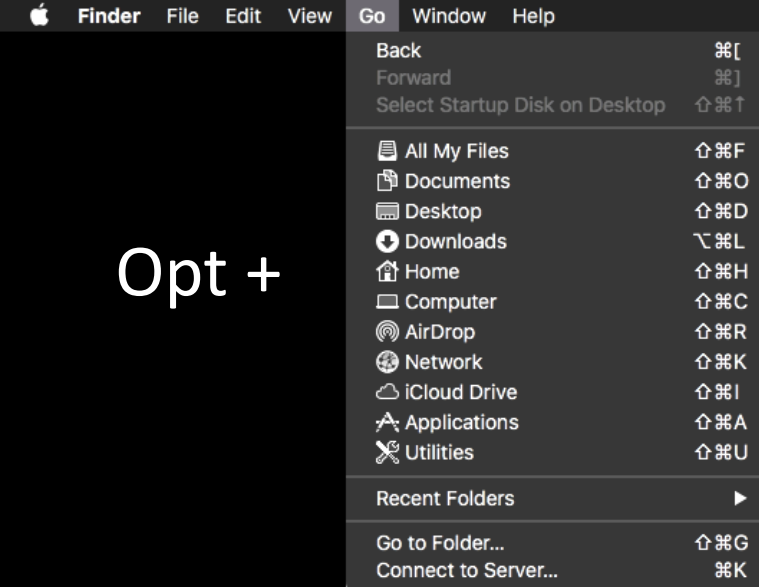 Finder File Edit View Go Window Help
Back ⌘[
Forward ⌘]
Select Startup Disk on Desktop ⇧⌘↑
All My Files ⇧⌘F
Documents ⇧⌘O
Desktop ⇧⌘D
Downloads ⌥⌘L
Home ⇧⌘H
Computer ⇧⌘C
AirDrop ⇧⌘R
Network ⇧⌘K
iCloud Drive ⇧⌘I
Applications ⇧⌘A
Utilities ⇧⌘U
Recent Folders ▶
Go to Folder... ⇧⌘G
Connect to Server... ⌘K
Opt +